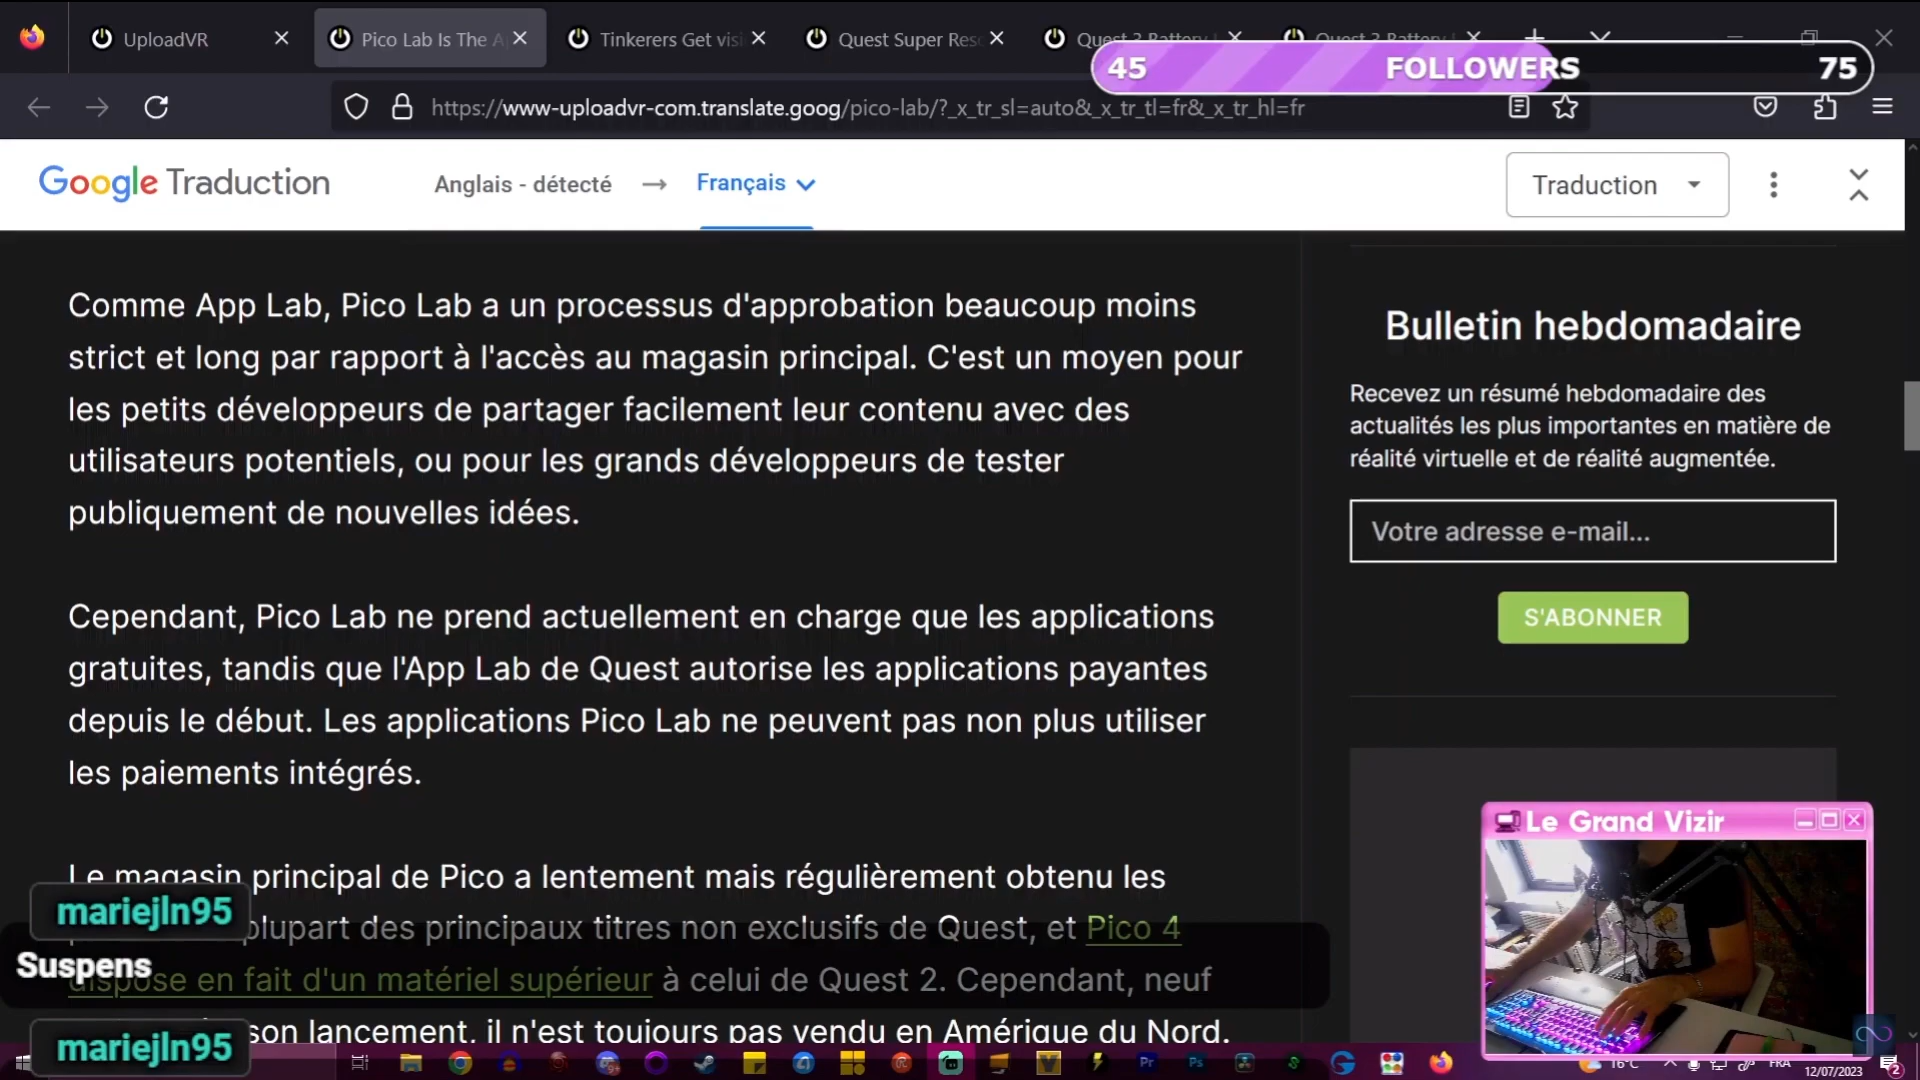 UploadVR
Pico Lab Is The A
Tinkerers Get visi
Quest Super Res
Quest 3 Battery L
Quest 3 Battery L
45 FOLLOWERS 75
https://www-uploadvr-com.translate.goog/pico-lab/?_x_tr_sl=auto&_x_tr_tl=fr&_x_tr_hl=fr
Google Traduction
Anglais - détecté → Français
Traduction
Comme App Lab, Pico Lab a un processus d'approbation beaucoup moins
strict et long par rapport à l'accès au magasin principal. C'est un moyen pour
les petits développeurs de partager facilement leur contenu avec des
utilisateurs potentiels, ou pour les grands développeurs de tester
publiquement de nouvelles idées.
Cependant, Pico Lab ne prend actuellement en charge que les applications
gratuites, tandis que l'App Lab de Quest autorise les applications payantes
depuis le début. Les applications Pico Lab ne peuvent pas non plus utiliser
les paiements intégrés.
Le magasin principal de Pico a lentement mais régulièrement obtenu les
plupart des principaux titres non exclusifs de Quest, et Pico 4
dispose en fait d'un matériel supérieur à celui de Quest 2. Cependant, neuf
son lancement, il n'est toujours pas vendu en Amérique du Nord.
Bulletin hebdomadaire
Recevez un résumé hebdomadaire des
actualités les plus importantes en matière de
réalité virtuelle et de réalité augmentée.
Votre adresse e-mail...
S'ABONNER
Le Grand Vizir
mariejln95
Suspens
mariejln95
16°C
FRA
12/07/2023
2